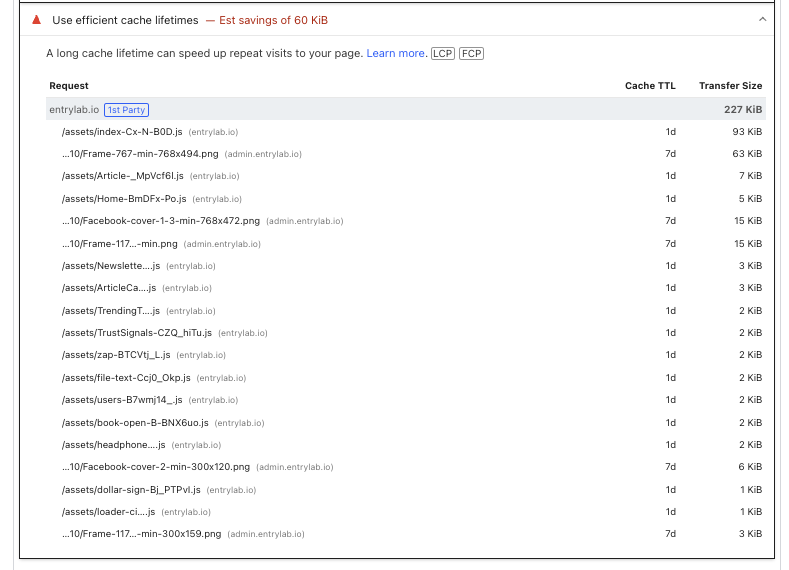 Use efficient cache lifetimes — Est savings of 60 KiB
A long cache lifetime can speed up repeat visits to your page. Learn more. LCP FCP
Request Cache TTL Transfer Size
entrylab.io 1st Party 227 KiB
/assets/index-Cx-N-B0D.js (entrylab.io) 1d 93 KiB
…10/Frame-767-min-768x494.png (admin.entrylab.io) 7d 63 KiB
/assets/Article-_MpVcf6l.js (entrylab.io) 1d 7 KiB
/assets/Home-BmDFx-Po.js (entrylab.io) 1d 5 KiB
…10/Facebook-cover-1-3-min-768x472.png (admin.entrylab.io) 7d 15 KiB
…10/Frame-117…-min.png (admin.entrylab.io) 7d 15 KiB
/assets/Newslette….js (entrylab.io) 1d 3 KiB
/assets/ArticleCa….js (entrylab.io) 1d 3 KiB
/assets/TrendingT….js (entrylab.io) 1d 2 KiB
/assets/TrustSignals-CZQ_hiTu.js (entrylab.io) 1d 2 KiB
/assets/zap-BTCVtj_L.js (entrylab.io) 1d 2 KiB
/assets/file-text-Ccj0_Okp.js (entrylab.io) 1d 2 KiB
/assets/users-B7wmj14_.js (entrylab.io) 1d 2 KiB
/assets/book-open-B-BNX6uo.js (entrylab.io) 1d 2 KiB
/assets/headphone….js (entrylab.io) 1d 2 KiB
…10/Facebook-cover-2-min-300x120.png (admin.entrylab.io) 7d 6 KiB
/assets/dollar-sign-Bj_PTPvI.js (entrylab.io) 1d 1 KiB
/assets/loader-ci….js (entrylab.io) 1d 1 KiB
…10/Frame-117…-min-300x159.png (admin.entrylab.io) 7d 3 KiB